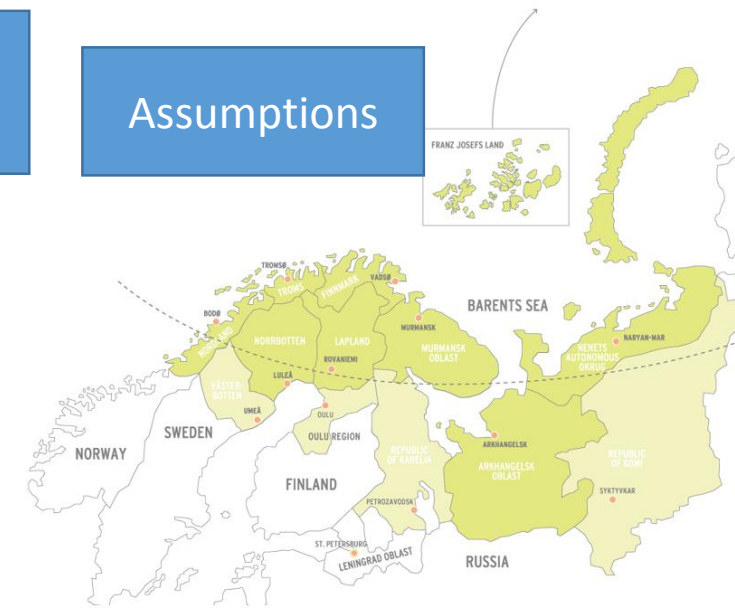 Assumptions
FRANZ JOSEFS LAND
TROMSØ
VADSØ
TROMS
FINNMARK
BARENTS SEA
BODØ
MURMANSK
NORDLAND
NORRBOTTEN
LAPLAND
MURMANSK
OBLAST
NARYAN-MAR
NENETS
AUTONOMOUS
OKRUG
ROVANIEMI
LULEÅ
VÄSTER-
BOTTEN
UMEÅ
OULU
SWEDEN
OULU REGION
NORWAY
ARKHANGELSK
REPUBLIC
OF KARELIA
ARKHANGELSK
OBLAST
REPUBLIC
OF KOMI
FINLAND
SYKTYVKAR
PETROZAVODSK
ST. PETERSBURG
LENINGRAD OBLAST
RUSSIA